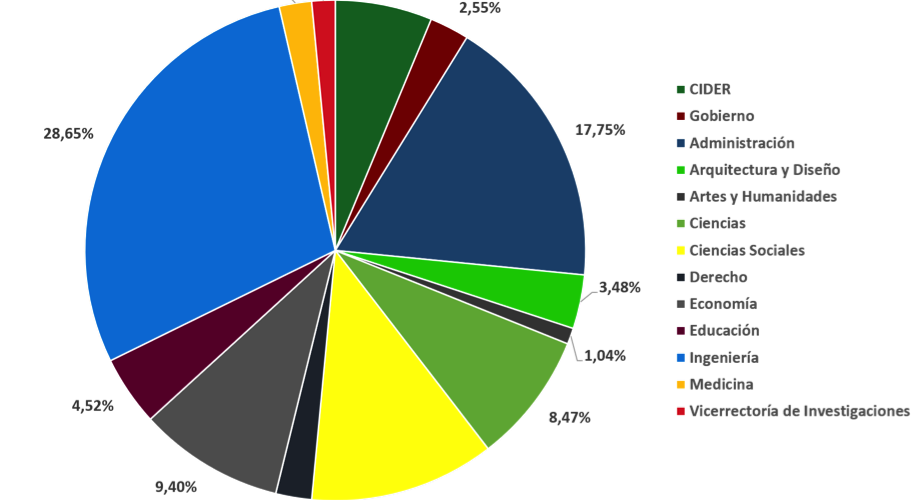 2,55%
17,75%
28,65%
3,48%
1,04%
8,47%
4,52%
9,40%
CIDER
Gobierno
Administración
Arquitectura y Diseño
Artes y Humanidades
Ciencias
Ciencias Sociales
Derecho
Economía
Educación
Ingeniería
Medicina
Vicerrectoría de Investigaciones